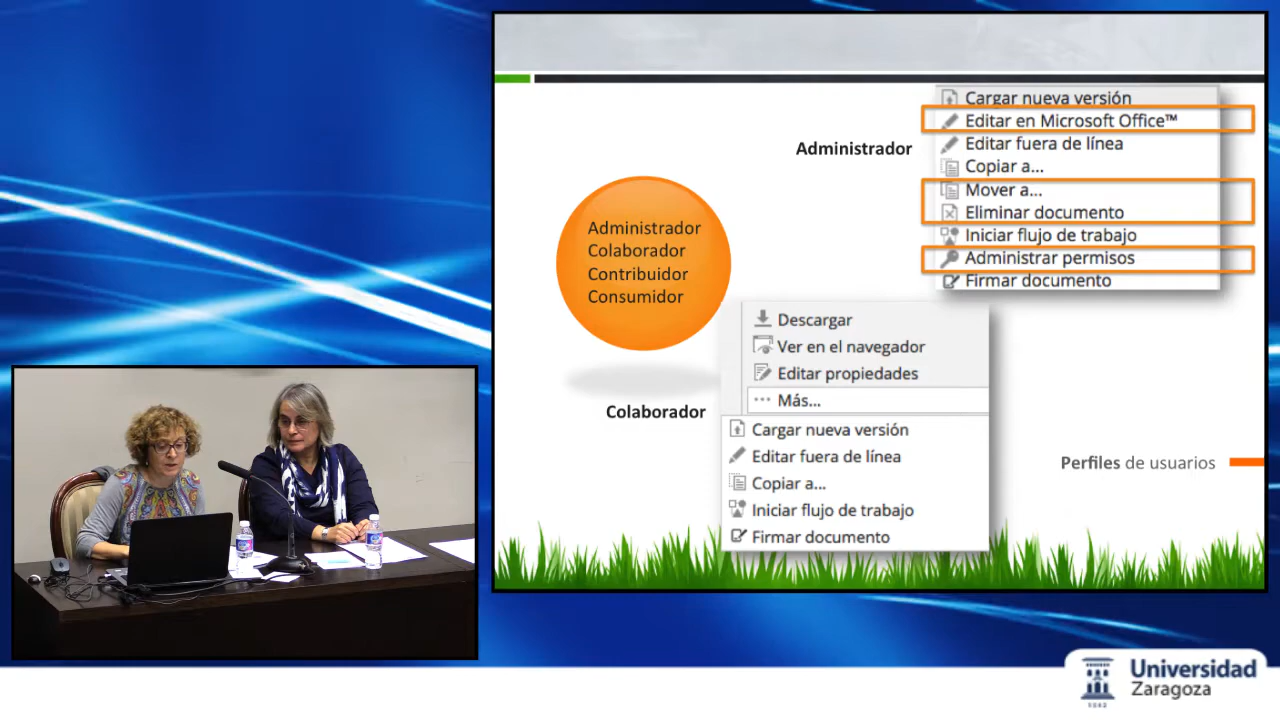 Cargar nueva versión
Editar en Microsoft Office™
Administrador
Editar fuera de línea
Copiar a...
Mover a...
Eliminar documento
Iniciar flujo de trabajo
Administrar permisos
Firmar documento
Administrador
Colaborador
Contribuidor
Consumidor
Descargar
Ver en el navegador
Editar propiedades
Más...
Colaborador
Cargar nueva versión
Editar fuera de línea
Copiar a...
Iniciar flujo de trabajo
Firmar documento
Perfiles de usuarios
Universidad
Zaragoza
1542